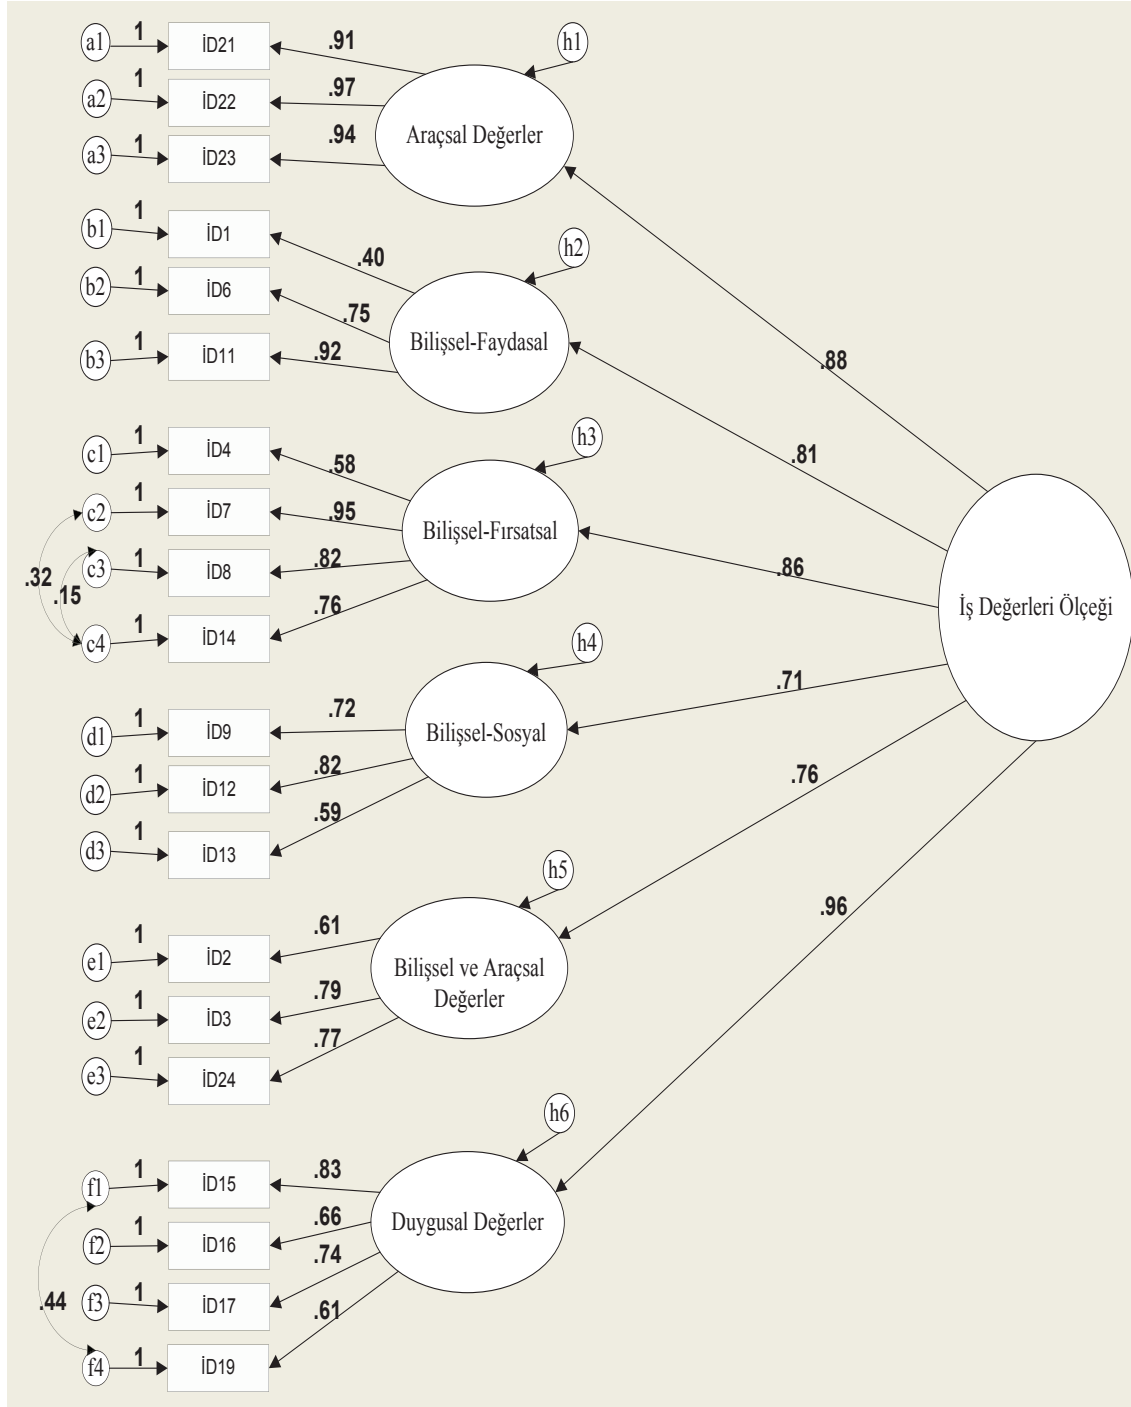 a1 1 İD21 .91 h1
a2 1 İD22 .97
Araçsal Değerler
a3 1 İD23 .94
b1 1 İD1 .40 h2
b2 1 İD6 .75
Bilişsel-Faydasal
b3 1 İD11 .92
.88
.81
c1 1 İD4 .58 h3
c2 1 İD7 .95
Bilişsel-Fırsatsal
c3 1 İD8 .82
.86
.32
.15
c4 1 İD14 .76
İş Değerleri Ölçeği
h4
.71
d1 1 İD9 .72
Bilişsel-Sosyal
d2 1 İD12 .82
.76
d3 1 İD13 .59
h5
.96
e1 1 İD2 .61
Bilişsel ve Araçsal
Değerler
e2 1 İD3 .79
e3 1 İD24 .77
h6
f1 1 İD15 .83
f2 1 İD16 .66
Duygusal Değerler
f3 1 İD17 .74
.44
f4 1 İD19 .61